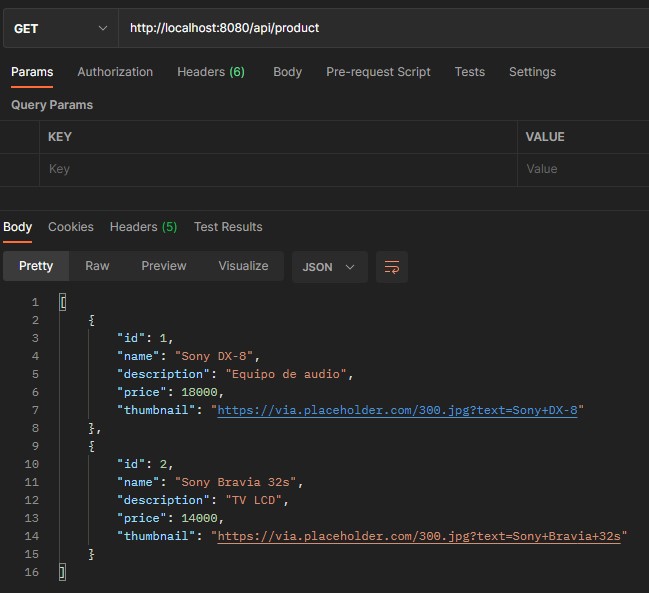 GET http://localhost:8080/api/product
Params Authorization Headers (6) Body Pre-request Script Tests Settings
Query Params
KEY VALUE
Key Value
Body Cookies Headers (5) Test Results
Pretty Raw Preview Visualize JSON
1 [
2 {
3 "id": 1,
4 "name": "Sony DX-8",
5 "description": "Equipo de audio",
6 "price": 18000,
7 "thumbnail": "https://via.placeholder.com/300.jpg?text=Sony+DX-8"
8 },
9 {
10 "id": 2,
11 "name": "Sony Bravia 32s",
12 "description": "TV LCD",
13 "price": 14000,
14 "thumbnail": "https://via.placeholder.com/300.jpg?text=Sony+Bravia+32s"
15 }
16 ]